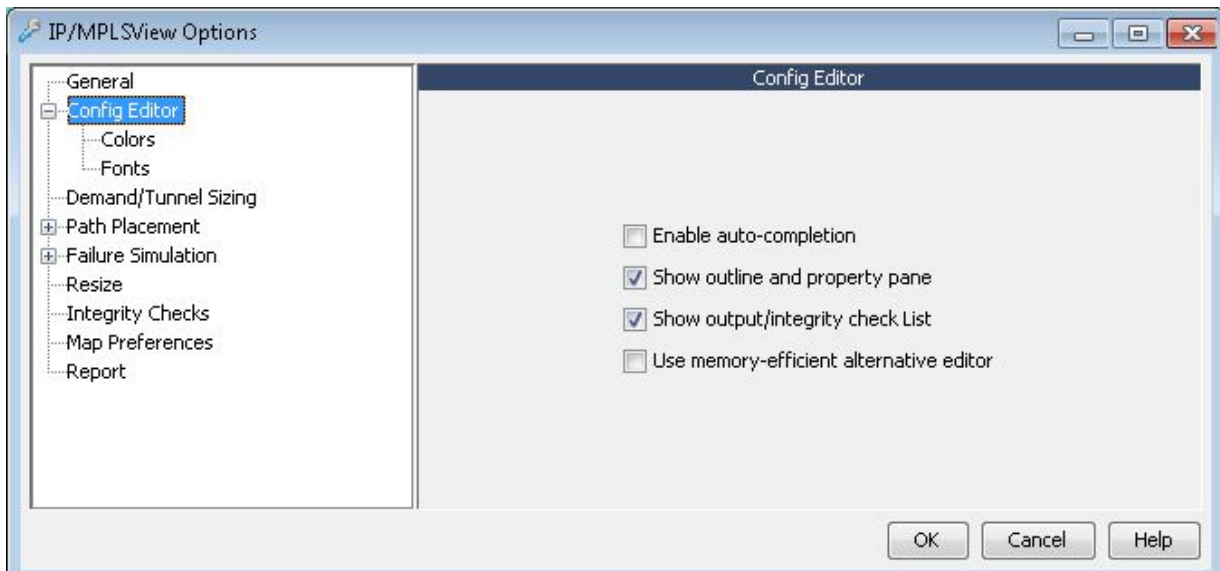 IP/MPLSView Options
General
Config Editor
Colors
Fonts
Demand/Tunnel Sizing
Path Placement
Failure Simulation
Resize
Integrity Checks
Map Preferences
Report
Config Editor
Enable auto-completion
Show outline and property pane
Show output/integrity check List
Use memory-efficient alternative editor
OK Cancel Help